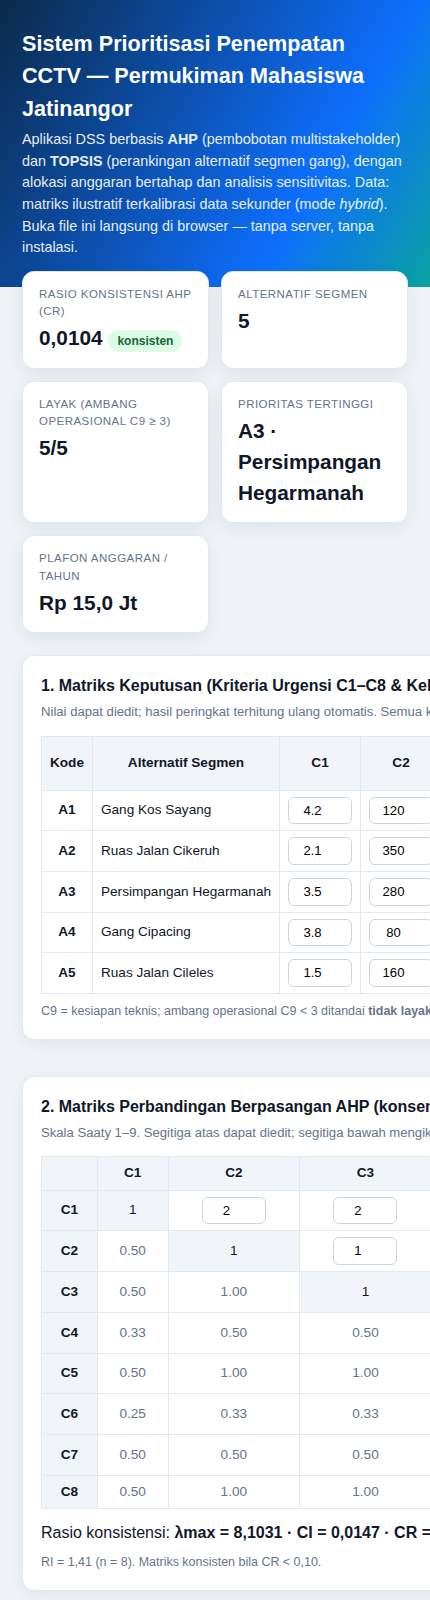 Sistem Prioritisasi Penempatan
CCTV — Permukiman Mahasiswa
Jatinangor
Aplikasi DSS berbasis AHP (pembobotan multistakeholder)
dan TOPSIS (perankingan alternatif segmen gang), dengan
alokasi anggaran bertahap dan analisis sensitivitas. Data:
matriks ilustratif terkalibrasi data sekunder (mode hybrid).
Buka file ini langsung di browser — tanpa server, tanpa
instalasi.
RASIO KONSISTENSI AHP
(CR)
0,0104 konsisten
ALTERNATIF SEGMEN
5
LAYAK (AMBANG
OPERASIONAL C9 ≥ 3)
5/5
PRIORITAS TERTINGGI
A3 ·
Persimpangan
Hegarmanah
PLAFON ANGGARAN /
TAHUN
Rp 15,0 Jt
1. Matriks Keputusan (Kriteria Urgensi C1–C8 &
Nilai dapat diedit; hasil peringkat terhitung ulang otomatis. Semua
Kode Alternatif Segmen C1 C2
A1 Gang Kos Sayang 4.2 120
A2 Ruas Jalan Cikeruh 2.1 350
A3 Persimpangan Hegarmanah 3.5 280
A4 Gang Cipacing 3.8 80
A5 Ruas Jalan Cileles 1.5 160
C9 = kesiapan teknis; ambang operasional C9 < 3 ditandai tidak layak
2. Matriks Perbandingan Berpasangan AHP
Skala Saaty 1–9. Segitiga atas dapat diedit; segitiga bawah
C1 C2 C3
C1 1 2 2
C2 0.50 1 1
C3 0.50 1.00 1
C4 0.33 0.50 0.50
C5 0.50 1.00 1.00
C6 0.25 0.33 0.33
C7 0.50 0.50 0.50
C8 0.50 1.00 1.00
Rasio konsistensi: λmax = 8,1031 · CI = 0,0147 · CR =
RI = 1,41 (n = 8). Matriks konsisten bila CR < 0,10.